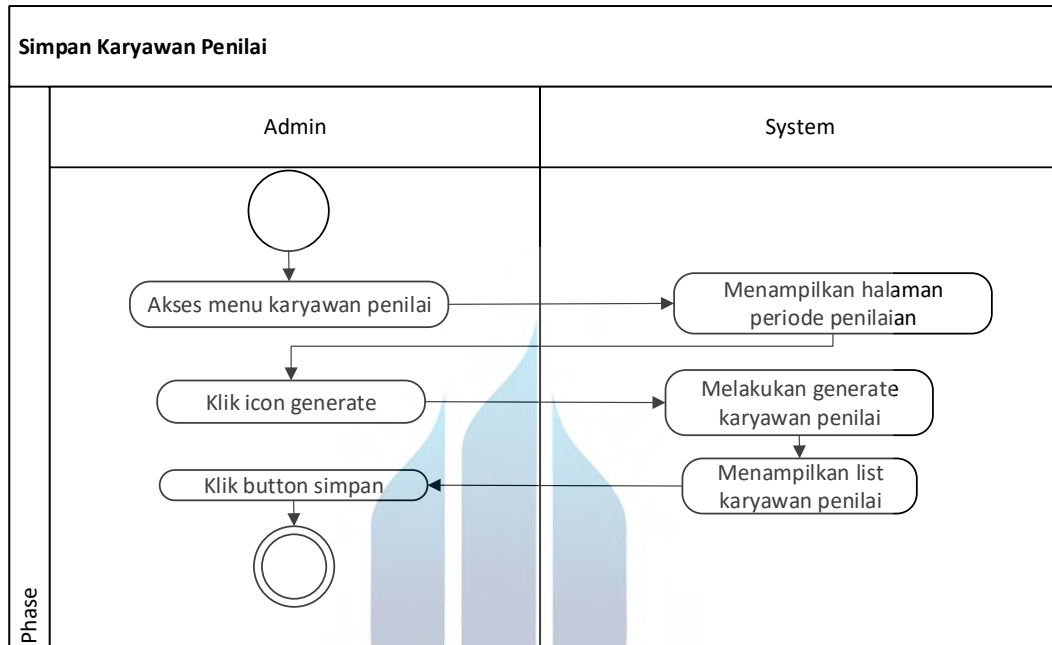 Simpan Karyawan Penilai
Admin
System
Akses menu karyawan penilai
Menampilkan halaman
periode penilaian
Klik icon generate
Melakukan generate
karyawan penilai
Menampilkan list
karyawan penilai
Klik button simpan
Phase